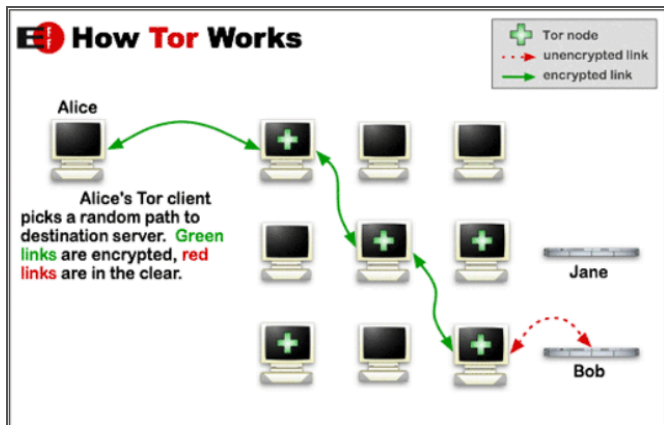 EFF How Tor Works
Tor node
unencrypted link
encrypted link
Alice
Alice's Tor client
picks a random path to
destination server. Green
links are encrypted, red
links are in the clear.
Jane
Bob